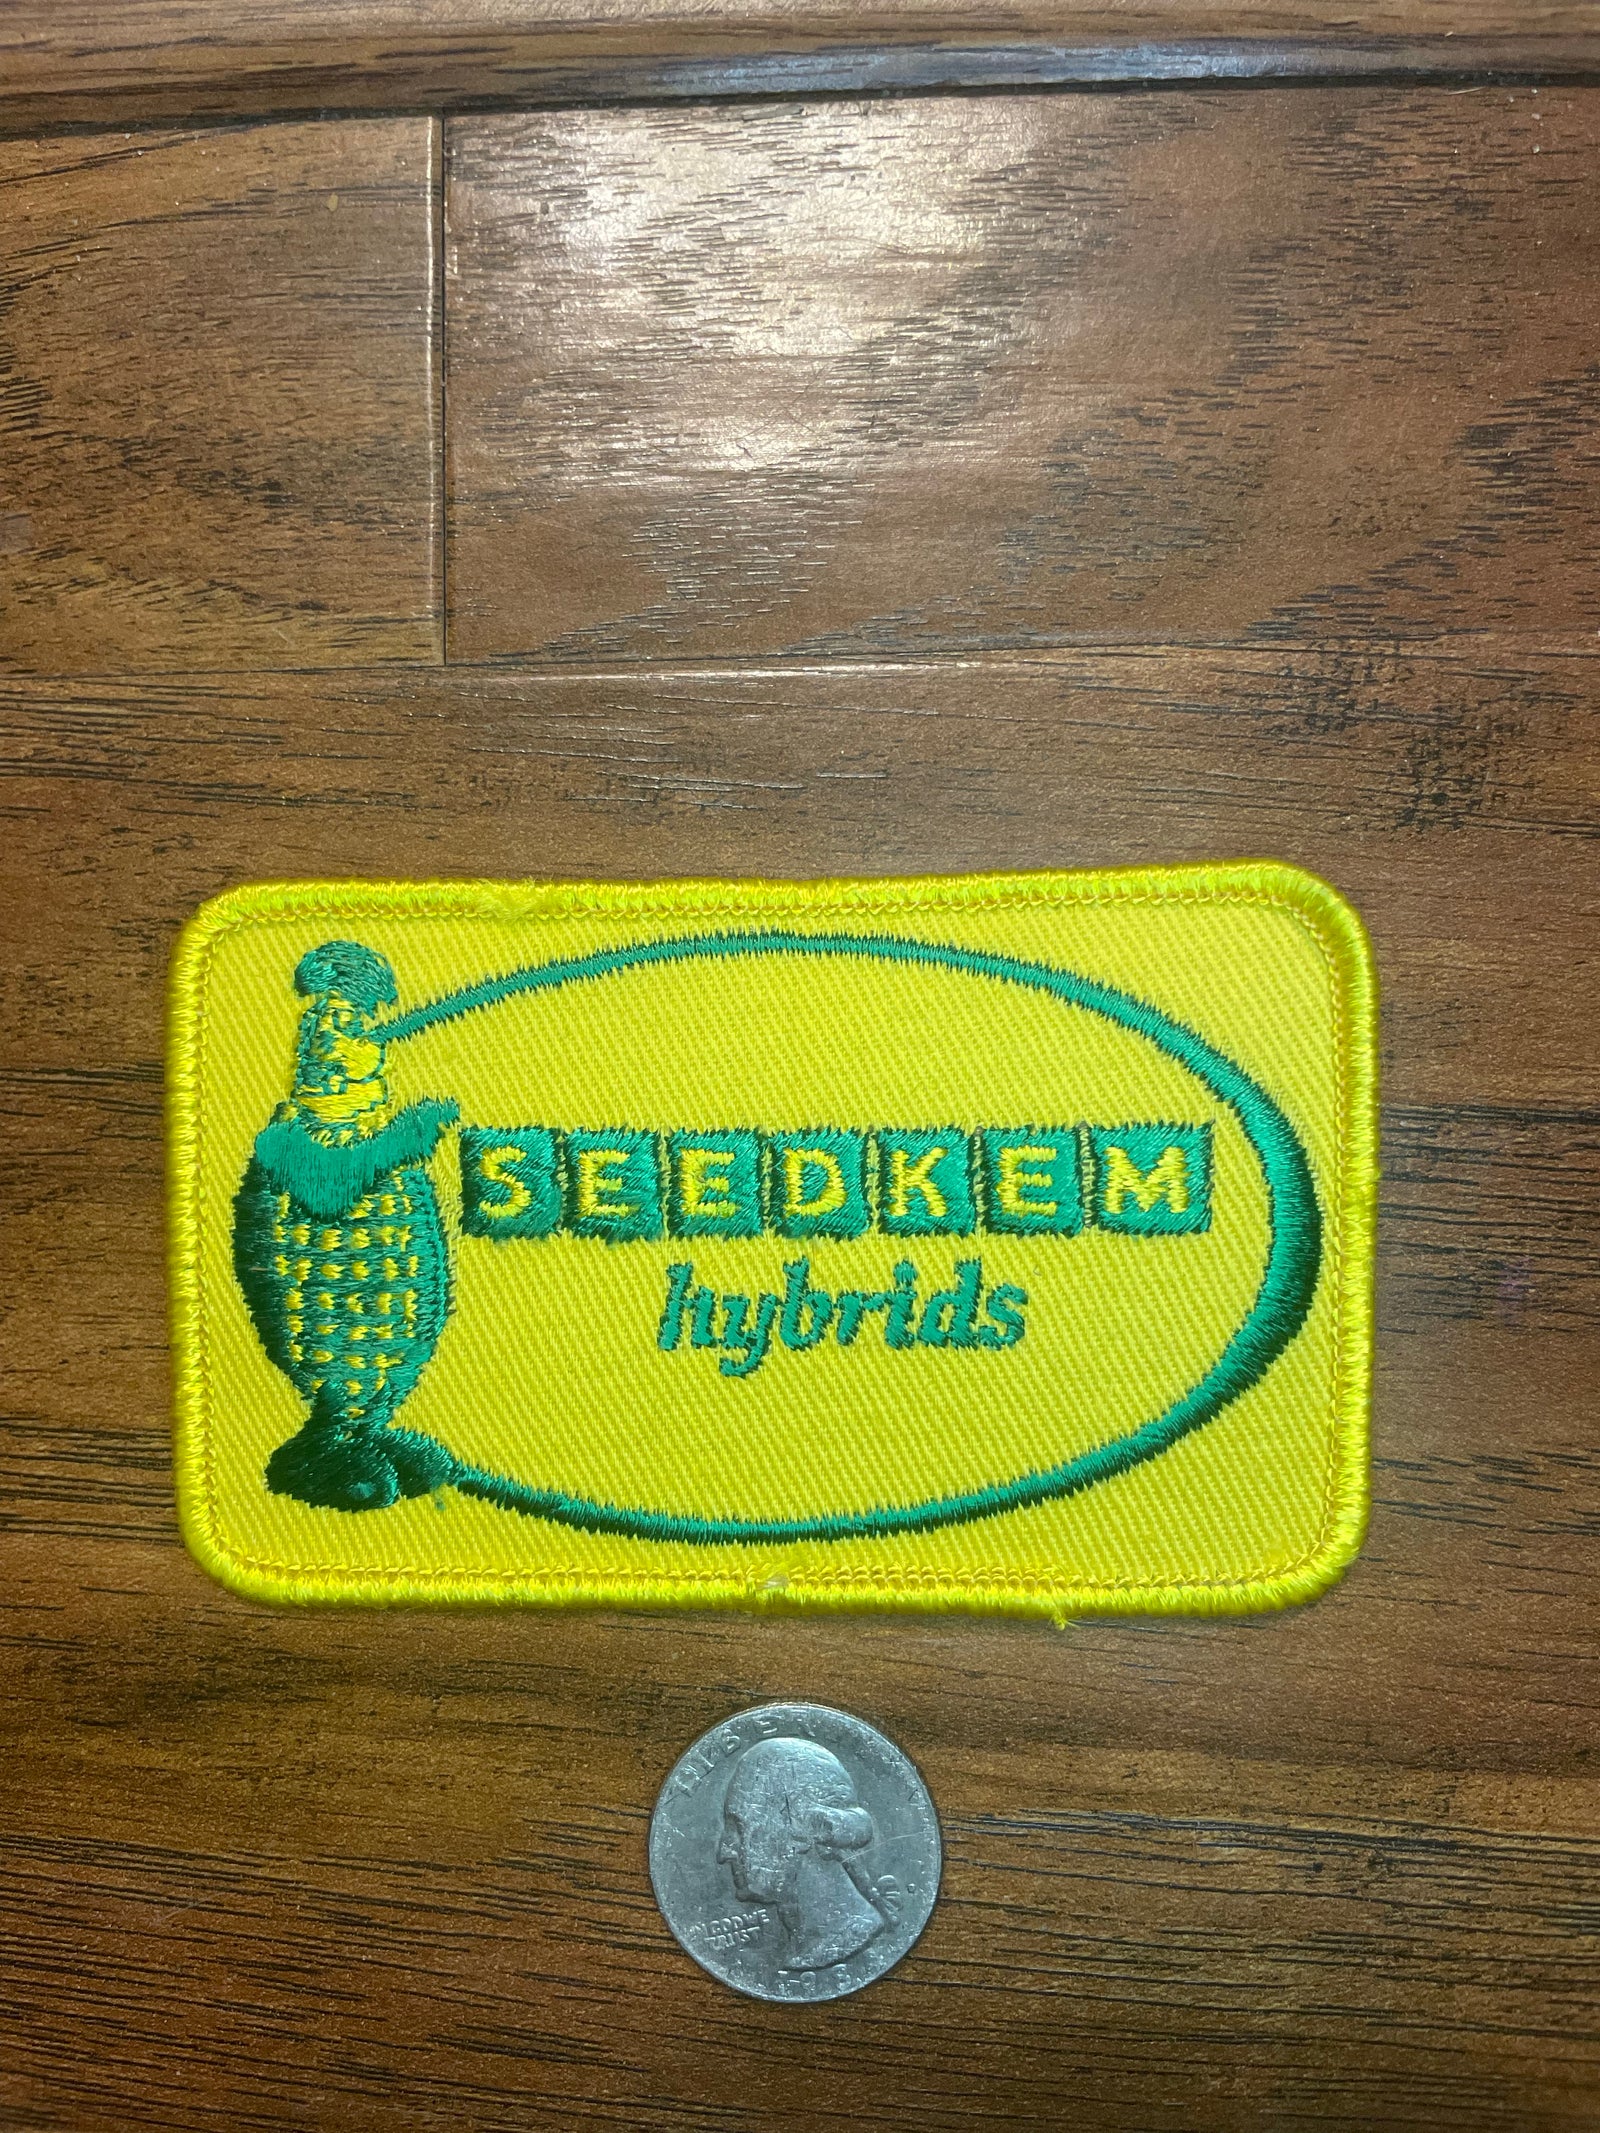 SEEDKEM
hybrids
LIBERTY
IN GOD WE
TRUST